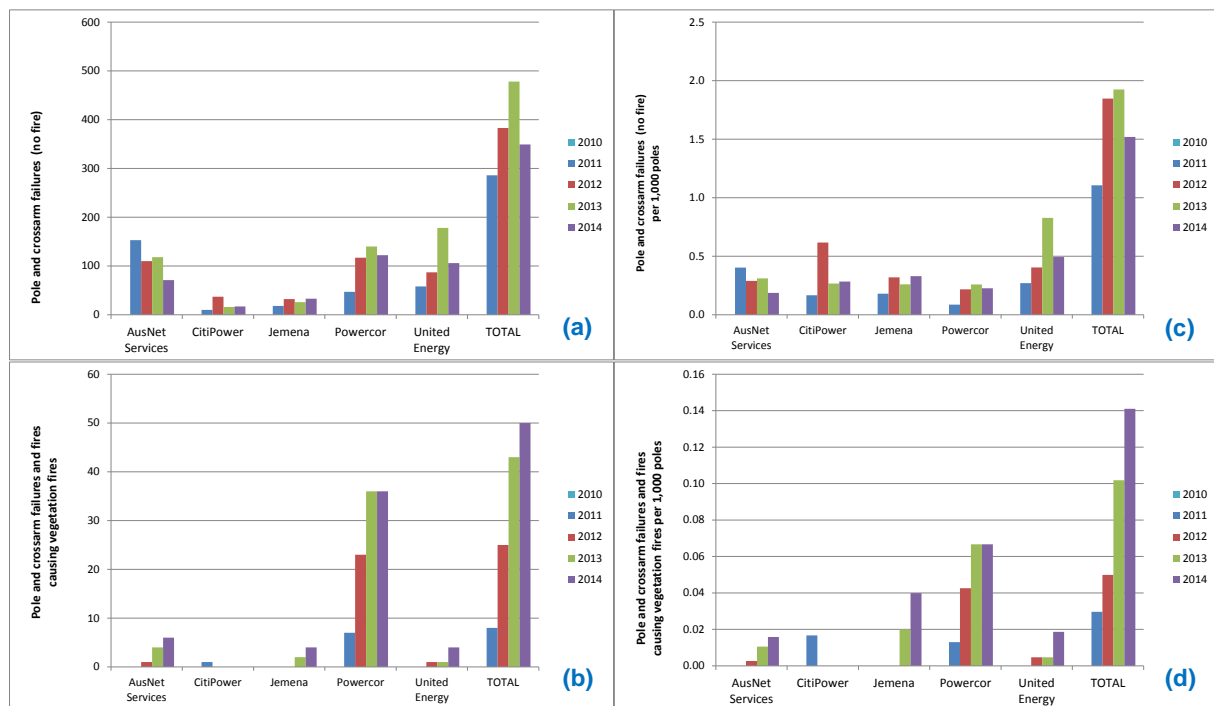 Pole and crossarm failures (no fire)
600
500
400
300
200
100
0
AusNet
Services
CitiPower
Jemena
Powercor
United
Energy
TOTAL
2010
2011
2012
2013
2014
(a)
Pole and crossarm failures (no fire)
per 1,000 poles
2.5
2.0
1.5
1.0
0.5
0.0
AusNet
Services
CitiPower
Jemena
Powercor
United
Energy
TOTAL
2010
2011
2012
2013
2014
(c)
Pole and crossarm failures and fires
causing vegetation fires
60
50
40
30
20
10
0
AusNet
Services
CitiPower
Jemena
Powercor
United
Energy
TOTAL
2010
2011
2012
2013
2014
(b)
Pole and crossarm failures and fires
causing vegetation fires per 1,000 poles
0.16
0.14
0.12
0.10
0.08
0.06
0.04
0.02
0.00
AusNet
Services
CitiPower
Jemena
Powercor
United
Energy
TOTAL
2010
2011
2012
2013
2014
(d)